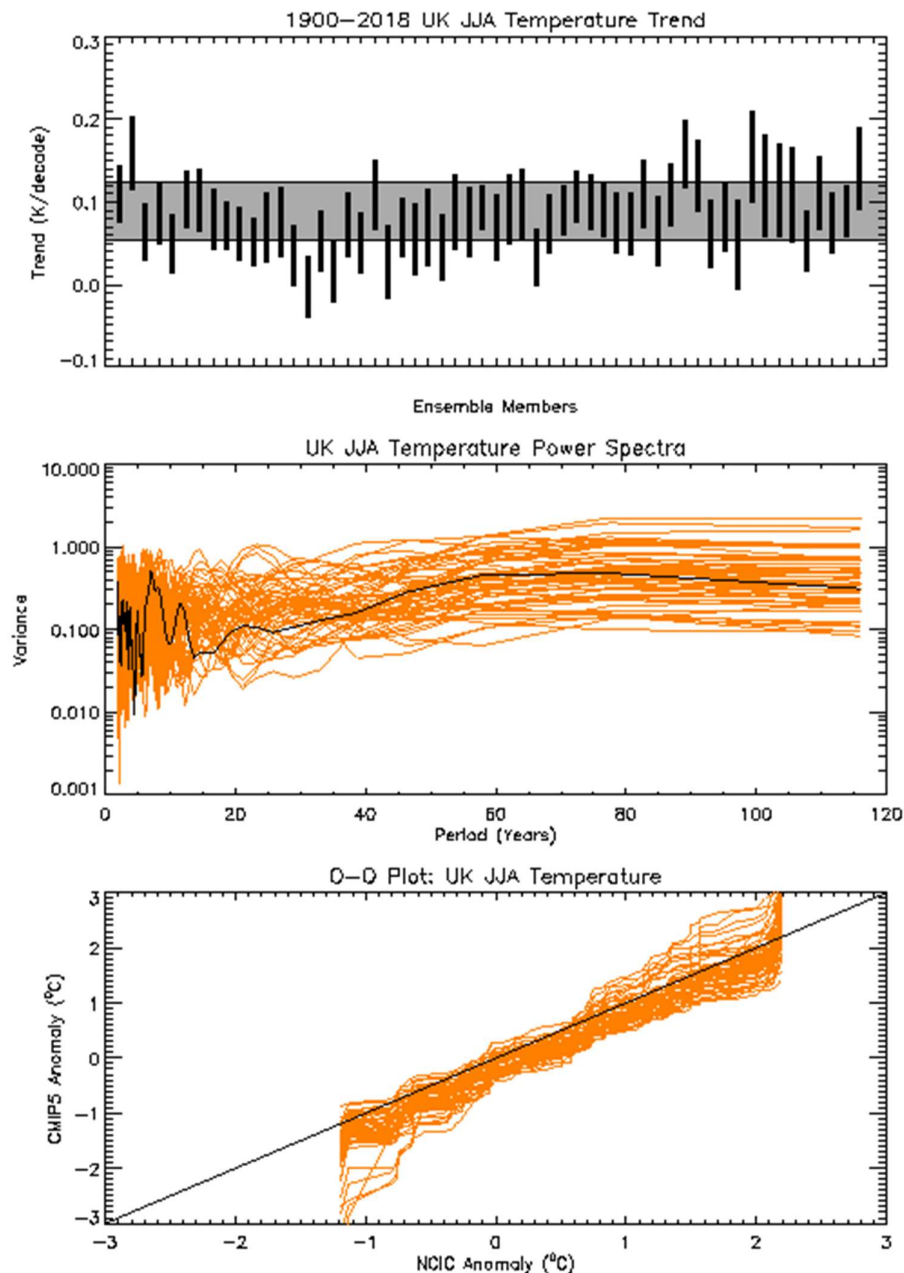 1900–2018 UK JJA Temperature Trend
0.3
0.2
0.1
0.0
−0.1
Trend (K/decade)
Ensemble Members
UK JJA Temperature Power Spectra
10.000
1.000
0.100
0.010
0.001
Variance
0 20 40 60 80 100 120
Period (Years)
Q–Q Plot: UK JJA Temperature
3
2
1
0
−1
−2
−3
CMIP5 Anomaly (°C)
−3 −2 −1 0 1 2 3
NCIC Anomaly (°C)